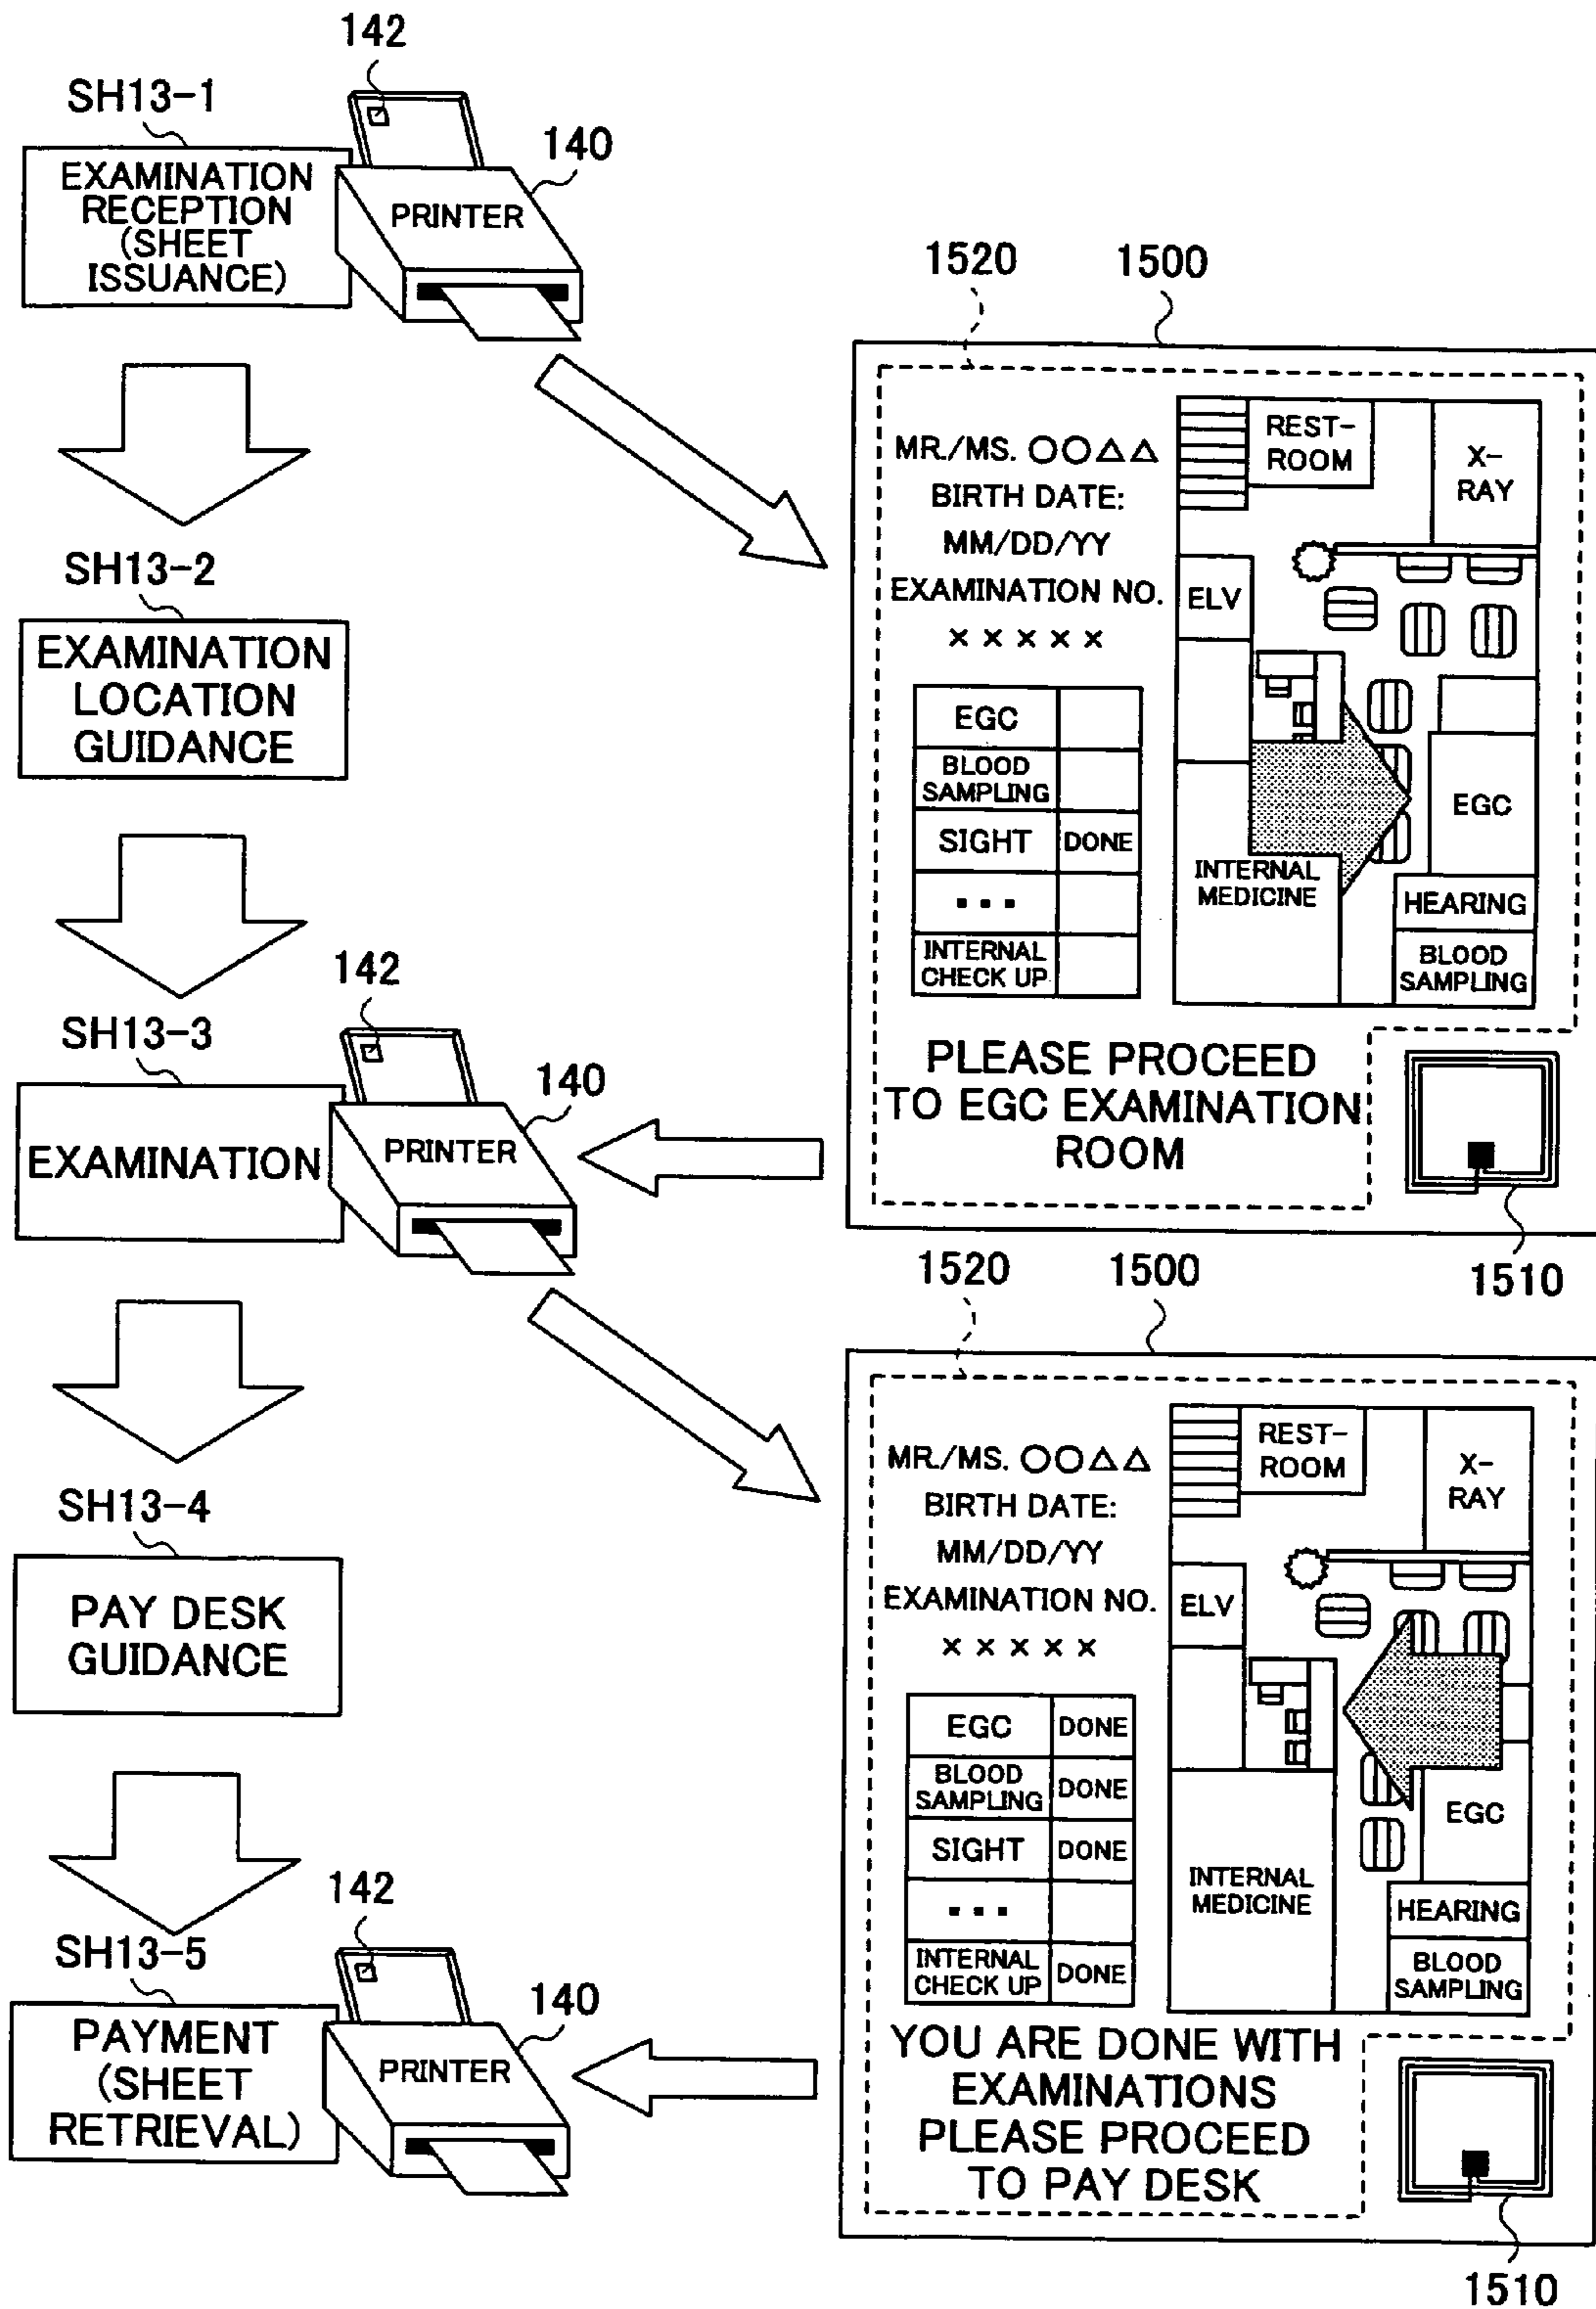 142
SH13-1
140
EXAMINATION
RECEPTION
(SHEET
ISSUANCE)
PRINTER
1520
1500
MR./MS. ○○△△
BIRTH DATE:
MM/DD/YY
EXAMINATION NO.
×××××
REST-
ROOM
X-
RAY
ELV
EGC
BLOOD
SAMPLING
SIGHT DONE
...
INTERNAL
CHECK UP
EGC
INTERNAL
MEDICINE
HEARING
BLOOD
SAMPLING
PLEASE PROCEED
TO EGC EXAMINATION
ROOM
1510
SH13-2
EXAMINATION
LOCATION
GUIDANCE
142
SH13-3
140
EXAMINATION
PRINTER
1520
1500
MR./MS. ○○△△
BIRTH DATE:
MM/DD/YY
EXAMINATION NO.
×××××
REST-
ROOM
X-
RAY
ELV
EGC DONE
BLOOD
SAMPLING DONE
SIGHT DONE
...
INTERNAL
CHECK UP DONE
EGC
INTERNAL
MEDICINE
HEARING
BLOOD
SAMPLING
YOU ARE DONE WITH
EXAMINATIONS
PLEASE PROCEED
TO PAY DESK
1510
SH13-4
PAY DESK
GUIDANCE
142
SH13-5
140
PAYMENT
(SHEET
RETRIEVAL)
PRINTER